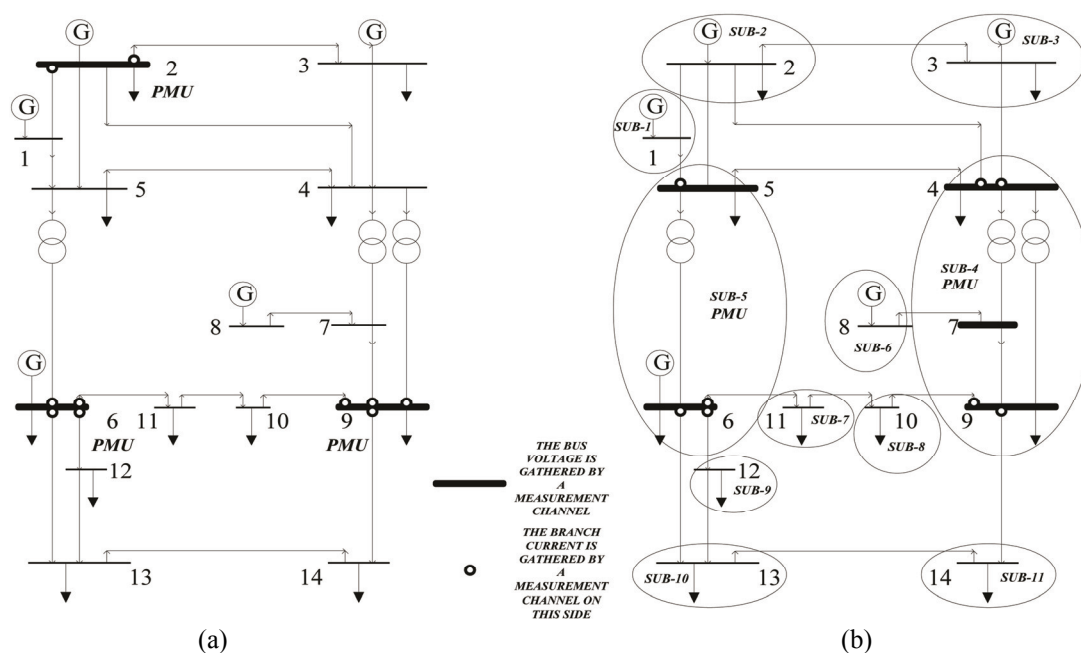 G
G
2
PMU
3
G
1
5
4
G
8
7
G
6
PMU
11
10
9
PMU
12
13
14
(a)
THE BUS
VOLTAGE IS
GATHERED BY
A
MEASUREMENT
CHANNEL
THE BRANCH
CURRENT IS
GATHERED BY
A
MEASUREMENT
CHANNEL ON
THIS SIDE
G
SUB-2
2
G
SUB-3
3
G
SUB-1
1
5
4
SUB-5
PMU
SUB-4
PMU
G
8
SUB-6
7
G
6
11
SUB-7
10
SUB-8
9
12
SUB-9
SUB-10
13
14
SUB-11
(b)